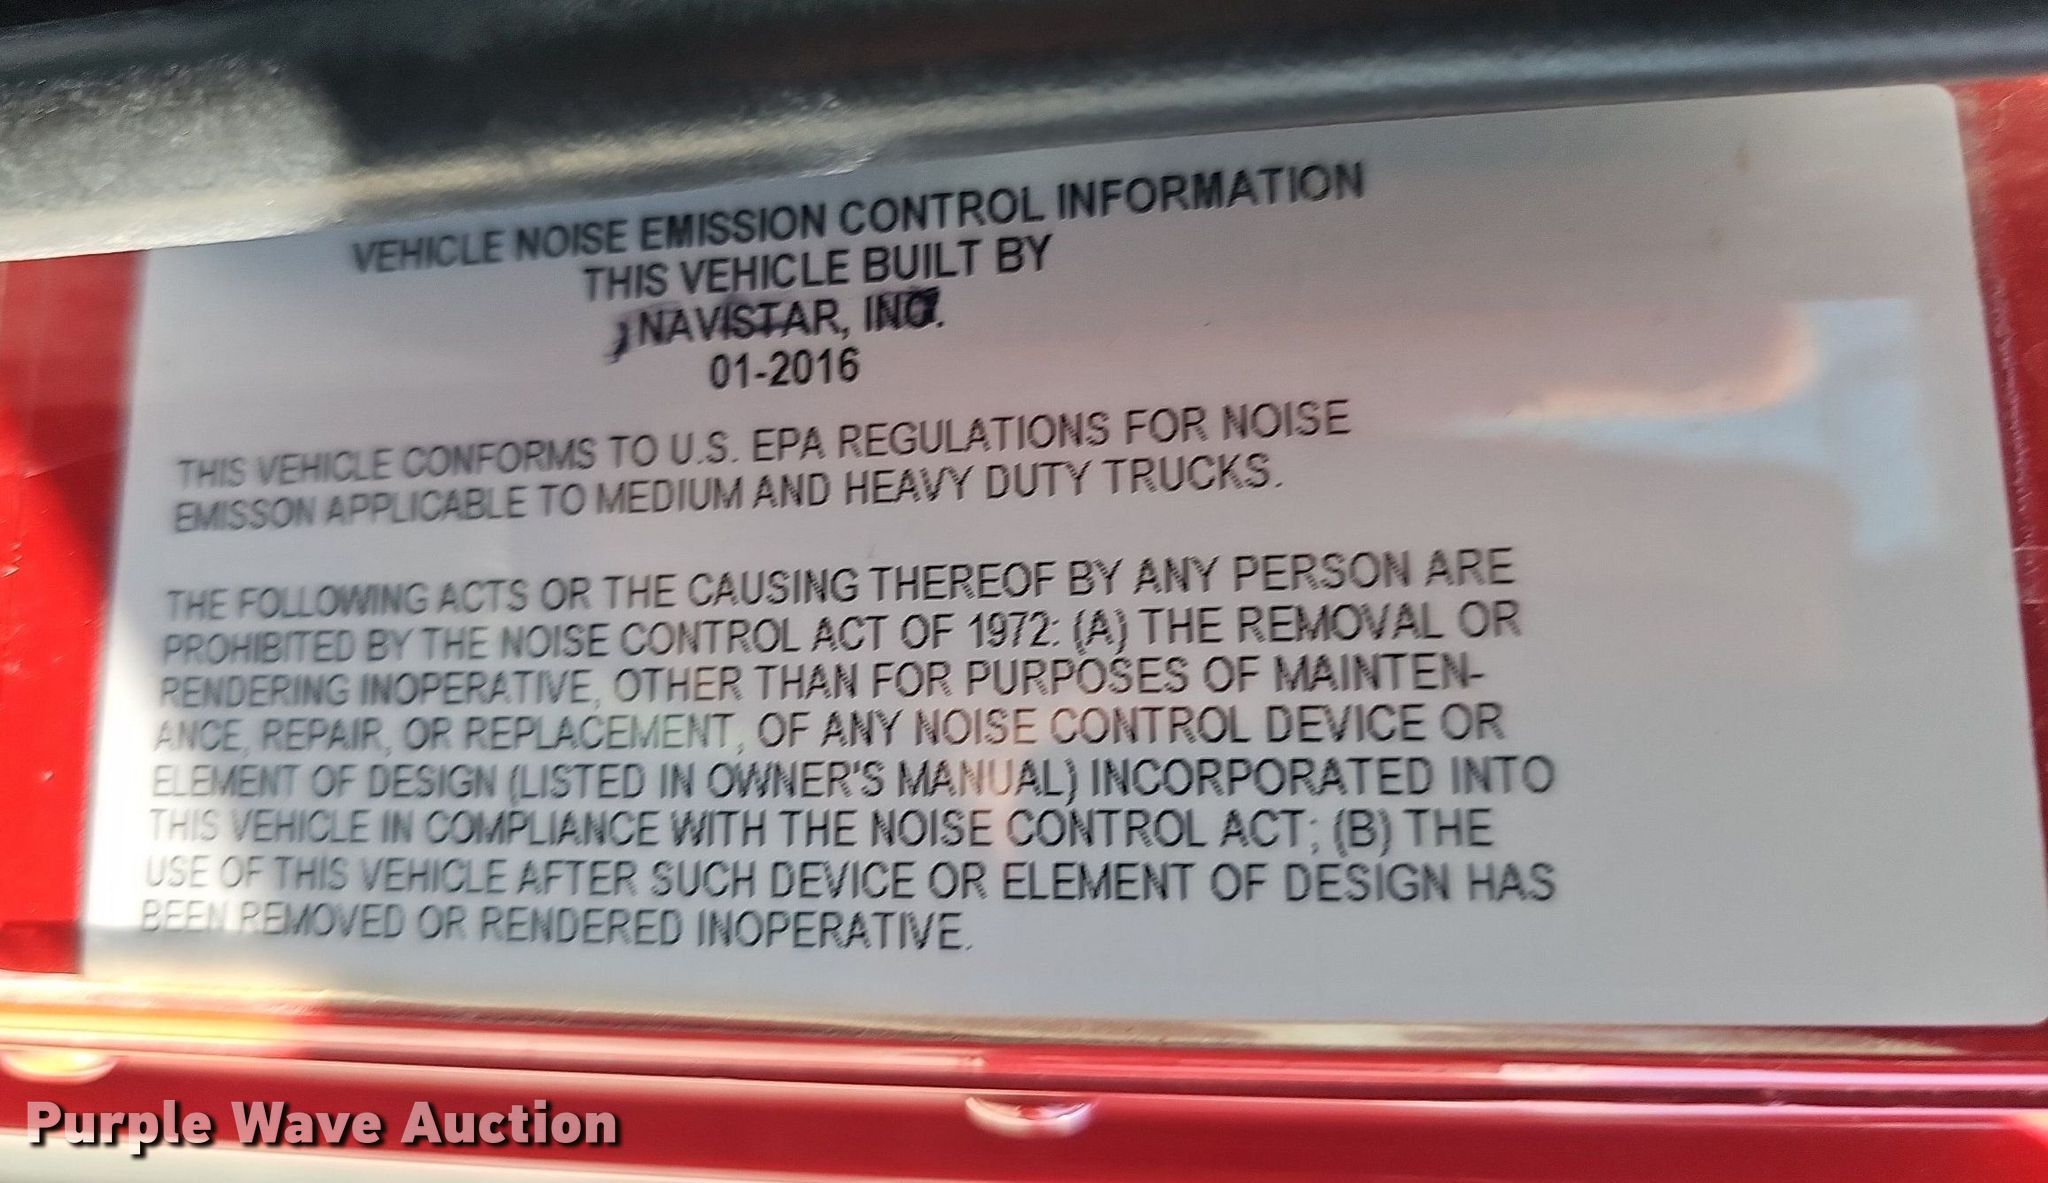 VEHICLE NOISE EMISSION CONTROL INFORMATION
THIS VEHICLE BUILT BY
NAVISTAR, INC.
01-2016
THIS VEHICLE CONFORMS TO U.S. EPA REGULATIONS FOR NOISE
EMISSON APPLICABLE TO MEDIUM AND HEAVY DUTY TRUCKS.
THE FOLLOWING ACTS OR THE CAUSING THEREOF BY ANY PERSON ARE
PROHIBITED BY THE NOISE CONTROL ACT OF 1972: (A) THE REMOVAL OR
RENDERING INOPERATIVE, OTHER THAN FOR PURPOSES OF MAINTEN-
ANCE, REPAIR, OR REPLACEMENT, OF ANY NOISE CONTROL DEVICE OR
ELEMENT OF DESIGN (LISTED IN OWNER'S MANUAL) INCORPORATED INTO
THIS VEHICLE IN COMPLIANCE WITH THE NOISE CONTROL ACT; (B) THE
USE OF THIS VEHICLE AFTER SUCH DEVICE OR ELEMENT OF DESIGN HAS
BEEN REMOVED OR RENDERED INOPERATIVE.
Purple Wave Auction